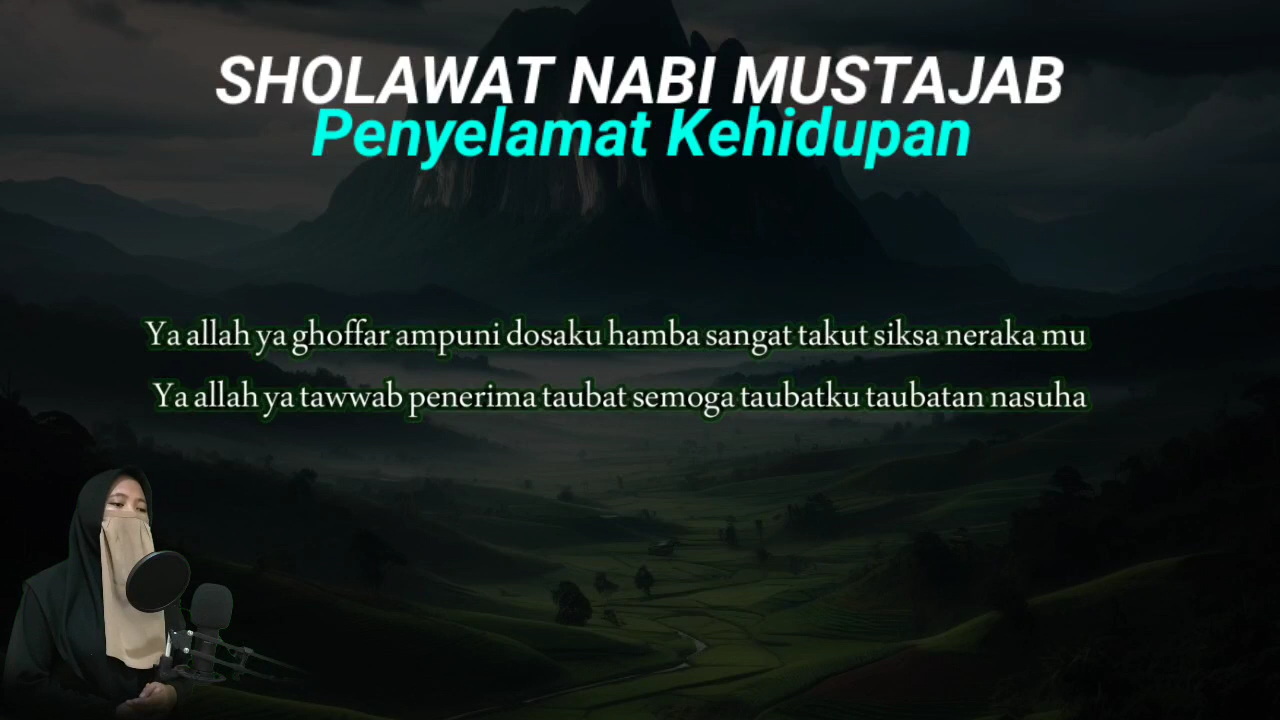 SHOLAWAT NABI MUSTAJAB
Penyelamat Kehidupan
Ya allah ya ghoffar ampuni dosaku hamba sangat takut siksa neraka mu
Ya allah ya tawwab penerima taubat semoga taubatku taubatan nasuha